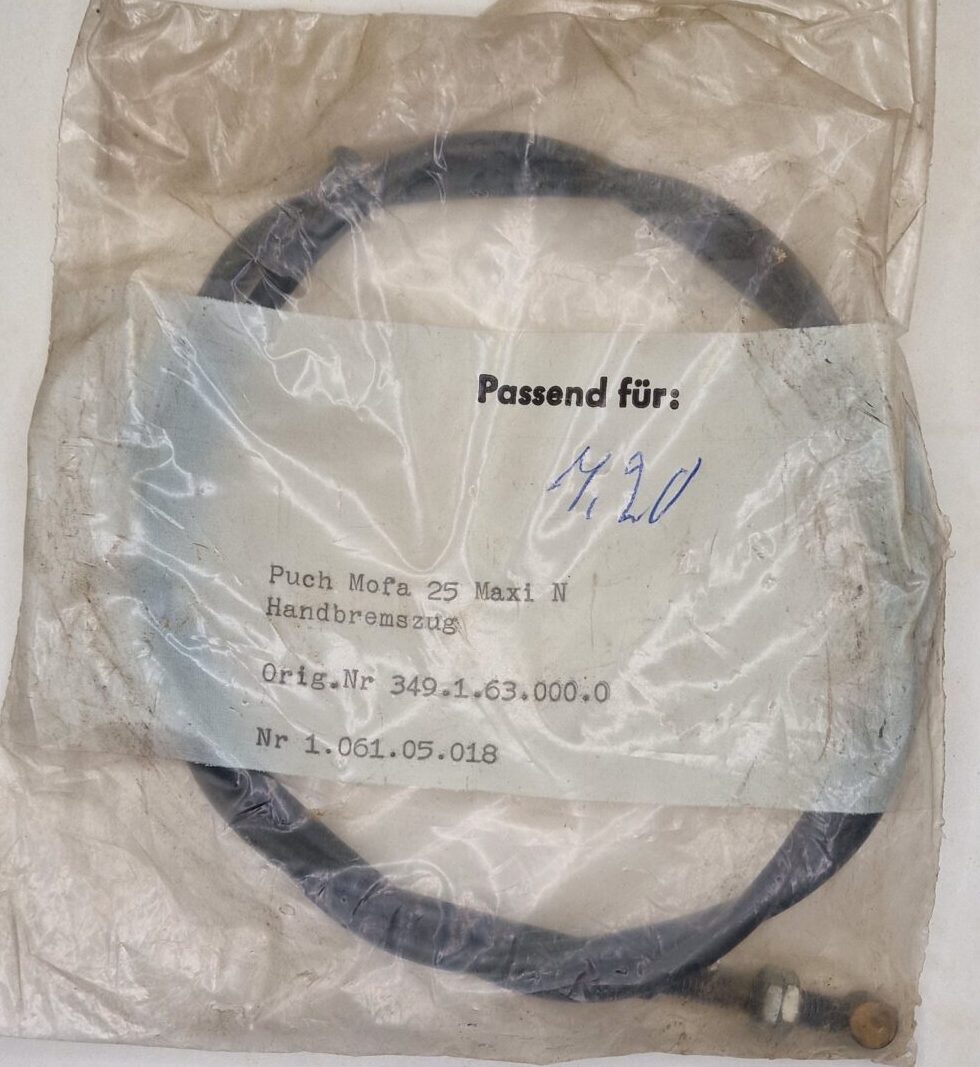 Passend für:
7,20
Puch Mofa 25 Maxi N
Handbremszug
Orig.Nr 349.1.63.000.0
Nr 1.061.05.018